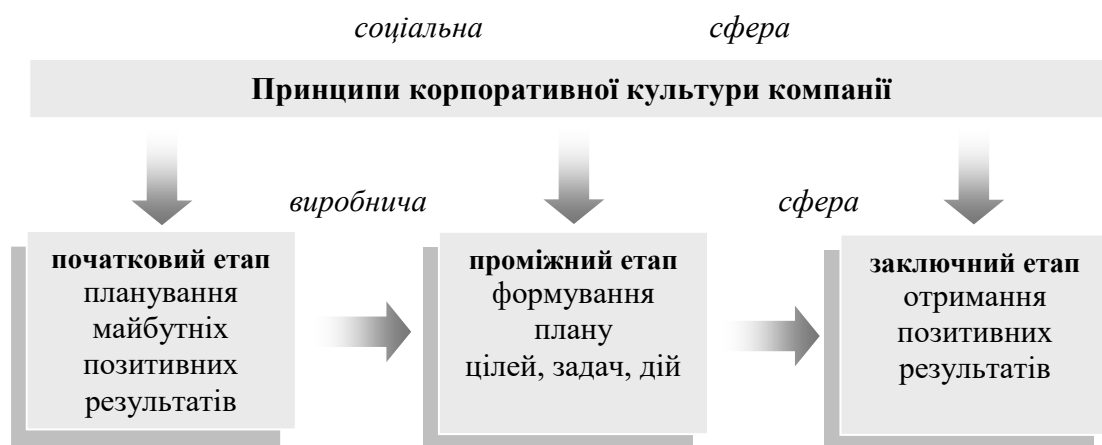 соціальна сфера
Принципи корпоративної культури компанії
виробнича сфера
початковий етап
планування
майбутніх
позитивних
результатів
проміжний етап
формування
плану
цілей, задач, дій
заключний етап
отримання
позитивних
результатів